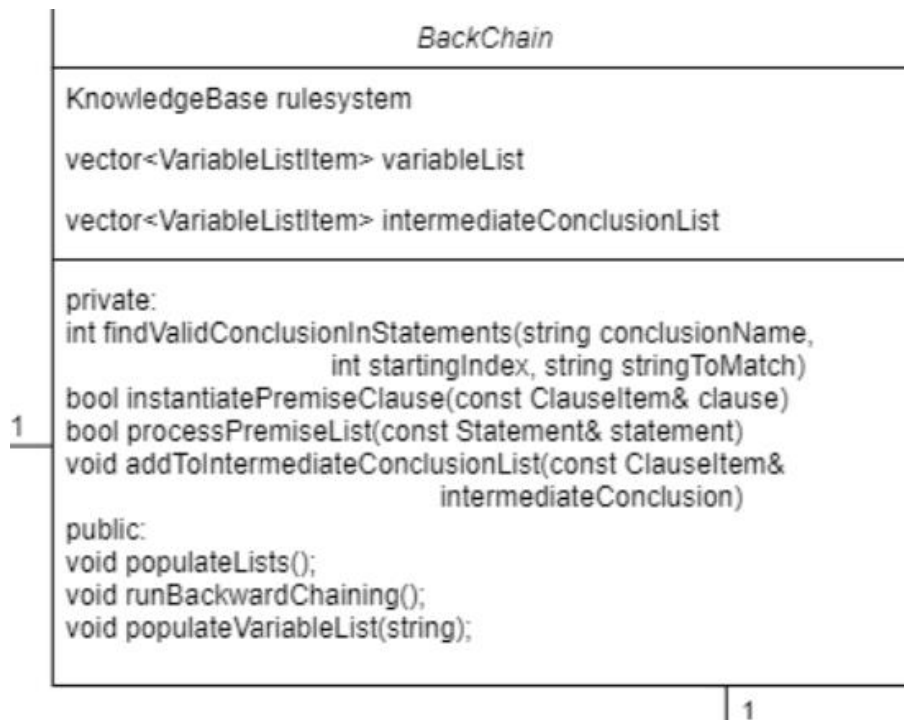 BackChain
KnowledgeBase rulesystem
vector<VariableListItem> variableList
vector<VariableListItem> intermediateConclusionList
private:
int findValidConclusionInStatements(string conclusionName,
int startingIndex, string stringToMatch)
bool instantiatePremiseClause(const ClauseItem& clause)
1
bool processPremiseList(const Statement& statement)
void addToIntermediateConclusionList(const ClauseItem&
intermediateConclusion)
public:
void populateLists();
void runBackwardChaining();
void populateVariableList(string);
1